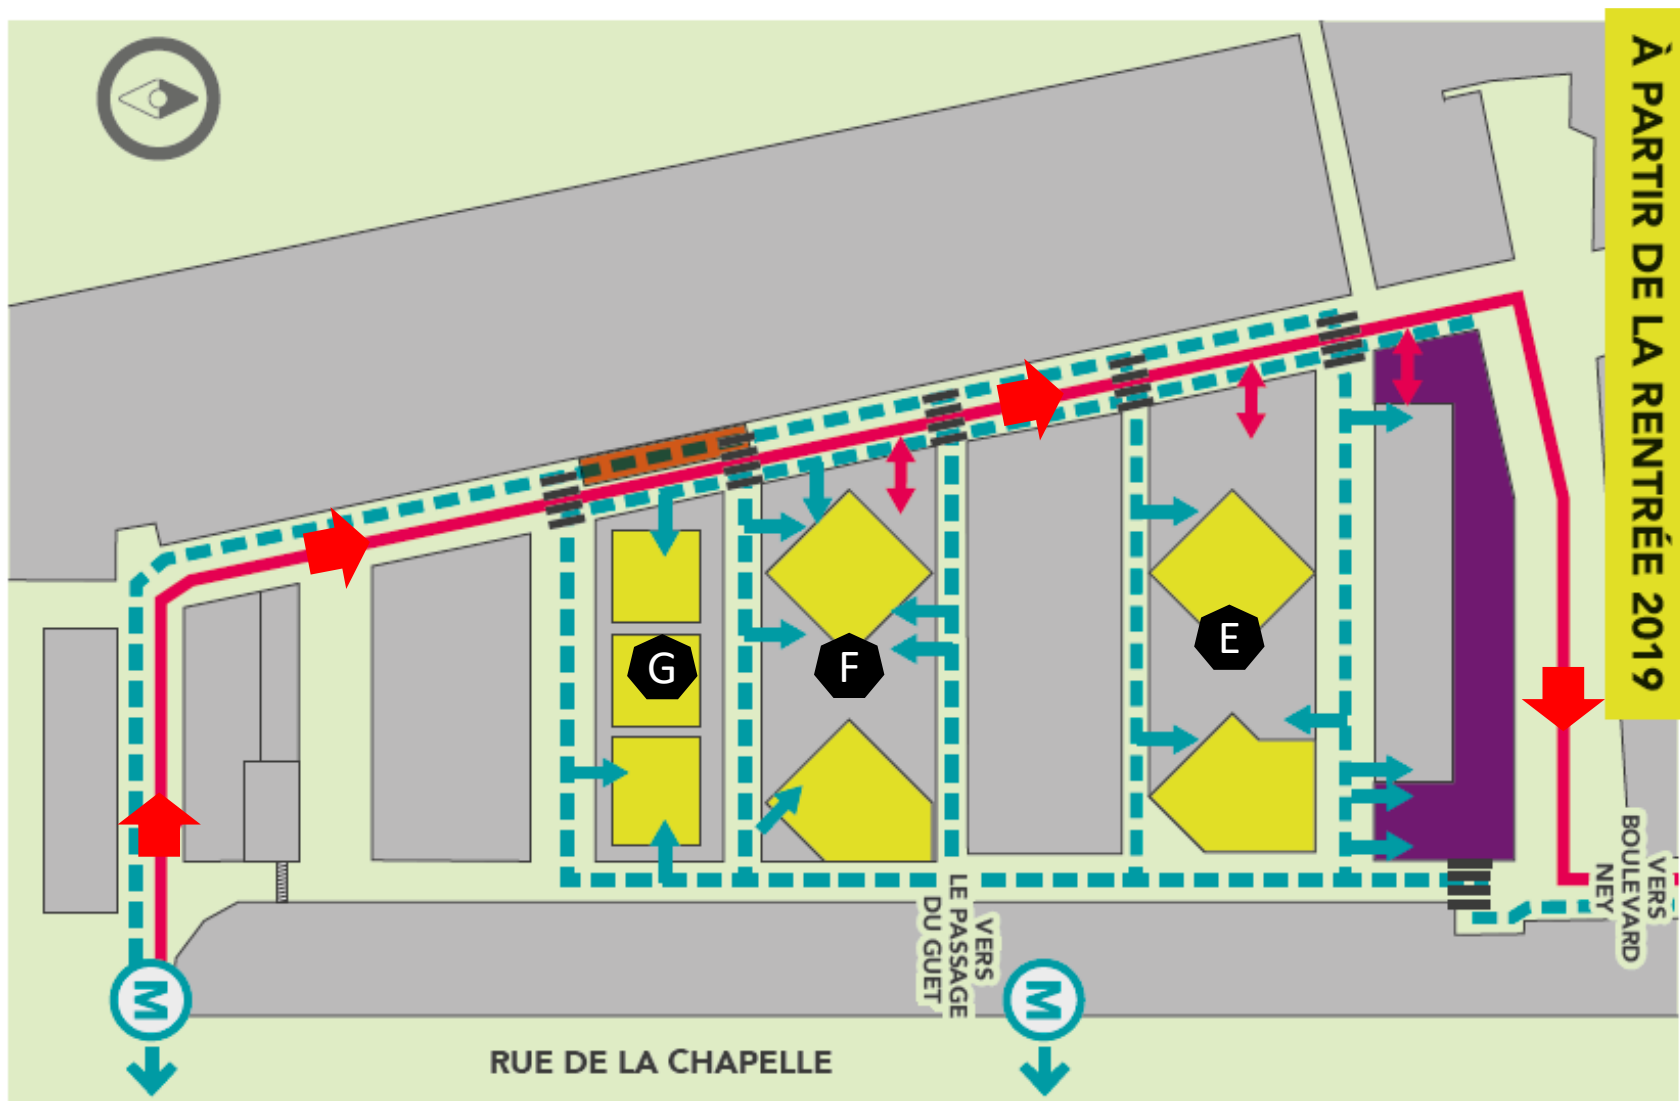 À PARTIR DE LA RENTRÉE 2019
G
F
E
VERS
BOULEVARD
NEY
VERS
LE PASSAGE
DU GUET
M
M
RUE DE LA CHAPELLE